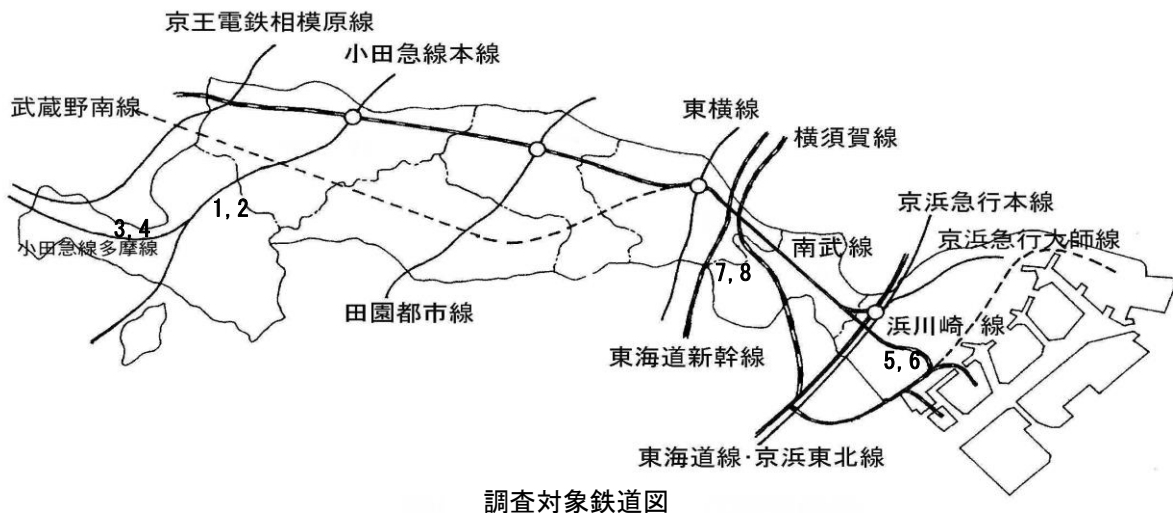 京王電鉄相模原線
小田急線本線
武蔵野南線
東横線
横須賀線
京浜急行本線
1, 2
3, 4
小田急線多摩線
南武線
京浜急行大師線
7, 8
田園都市線
浜川崎 線
東海道新幹線
5, 6
東海道線・京浜東北線
調査対象鉄道図